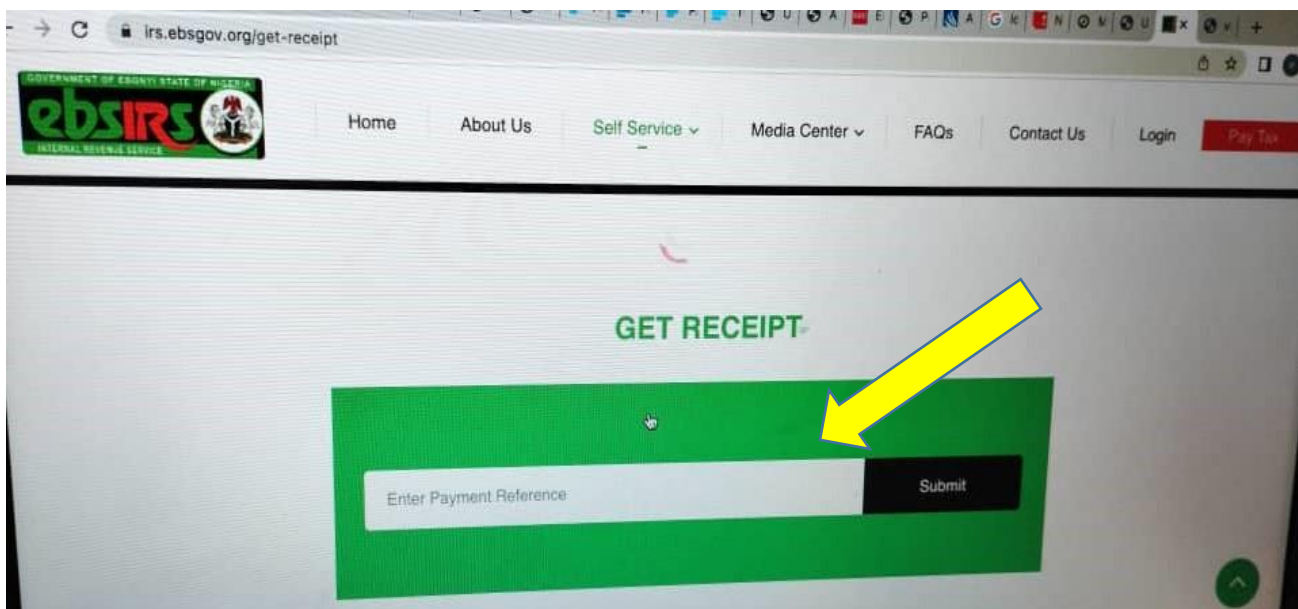 irs.ebsgov.org/get-receipt
GOVERNMENT OF EBONYI STATE OF NIGERIA
ebsIRS
INTERNAL REVENUE SERVICE
Home About Us Self Service Media Center FAQs Contact Us Login Pay Tax
GET RECEIPT
Enter Payment Reference Submit